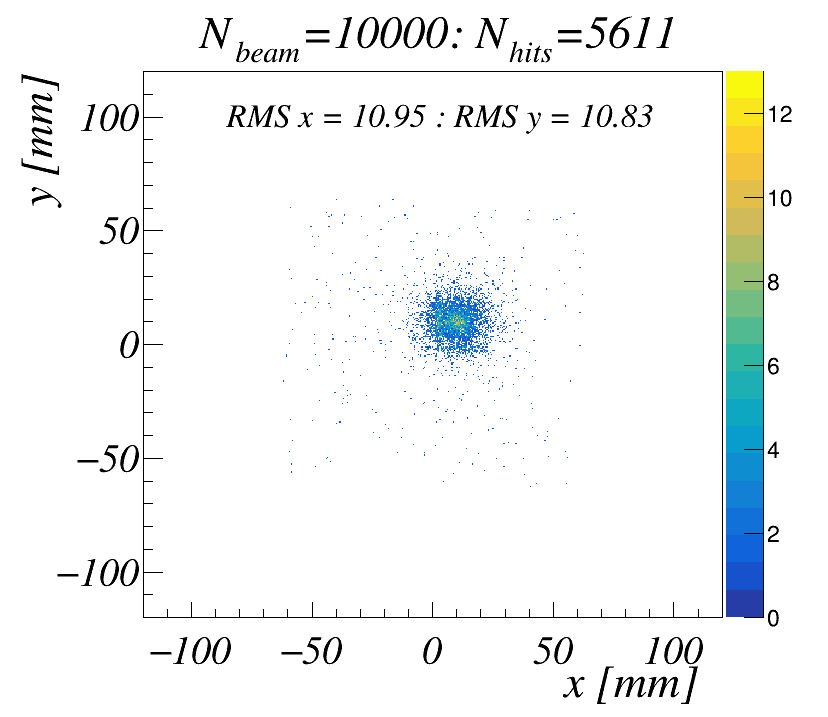 N_beam=10000: N_hits=5611
y [mm]
RMS x = 10.95 : RMS y = 10.83
100
50
0
−50
−100
−100 −50 0 50 100
x [mm]
12
10
8
6
4
2
0